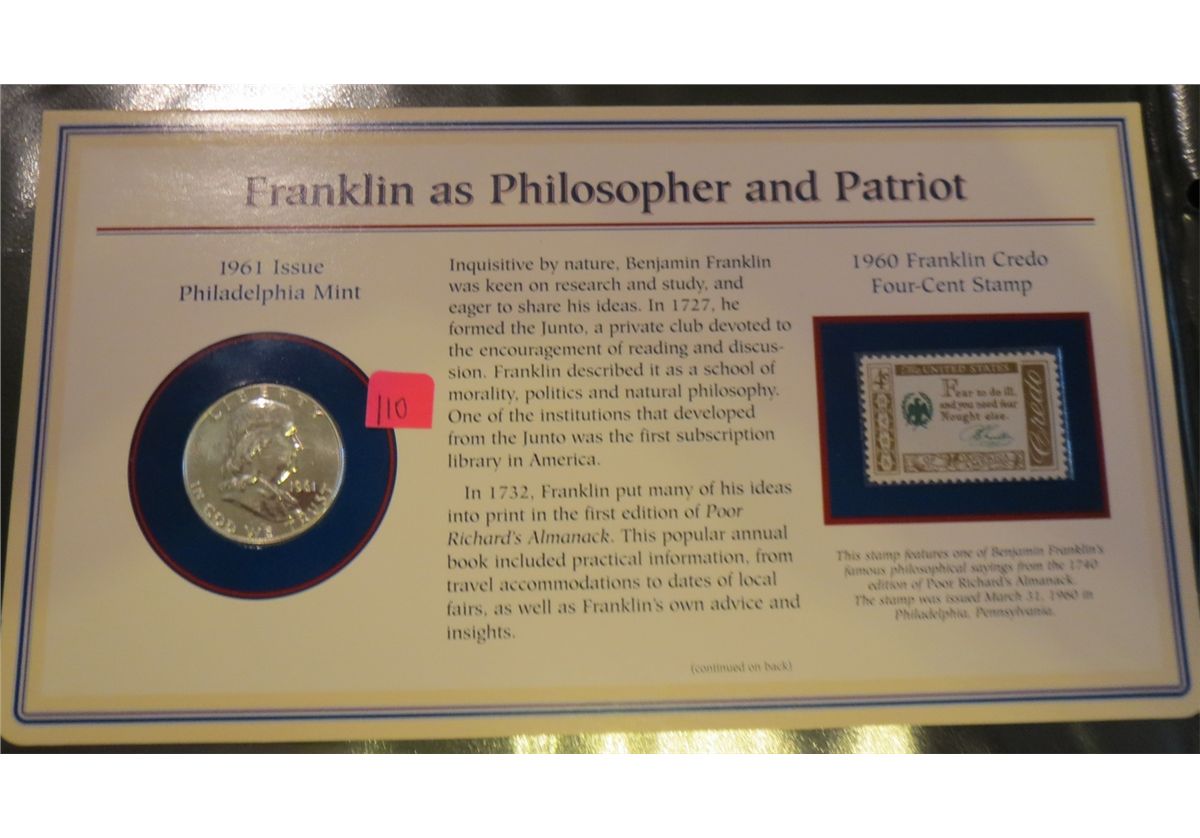 Franklin as Philosopher and Patriot
1961 Issue
Philadelphia Mint
LIBERTY
IN GOD WE TRUST
1961
110
Inquisitive by nature, Benjamin Franklin
was keen on research and study, and
eager to share his ideas. In 1727, he
formed the Junto, a private club devoted to
the encouragement of reading and discus-
sion. Franklin described it as a school of
morality, politics and natural philosophy.
One of the institutions that developed
from the Junto was the first subscription
library in America.
In 1732, Franklin put many of his ideas
into print in the first edition of Poor
Richard's Almanack. This popular annual
book included practical information, from
travel accommodations to dates of local
fairs, as well as Franklin's own advice and
insights.
(continued on back)
1960 Franklin Credo
Four-Cent Stamp
The UNITED STATES
Fear to do ill,
and you need fear
Nought else.
Credo
This stamp features one of Benjamin Franklin's
famous philosophical sayings from the 1740
edition of Poor Richard's Almanack.
The stamp was issued March 31, 1960 in
Philadelphia, Pennsylvania.